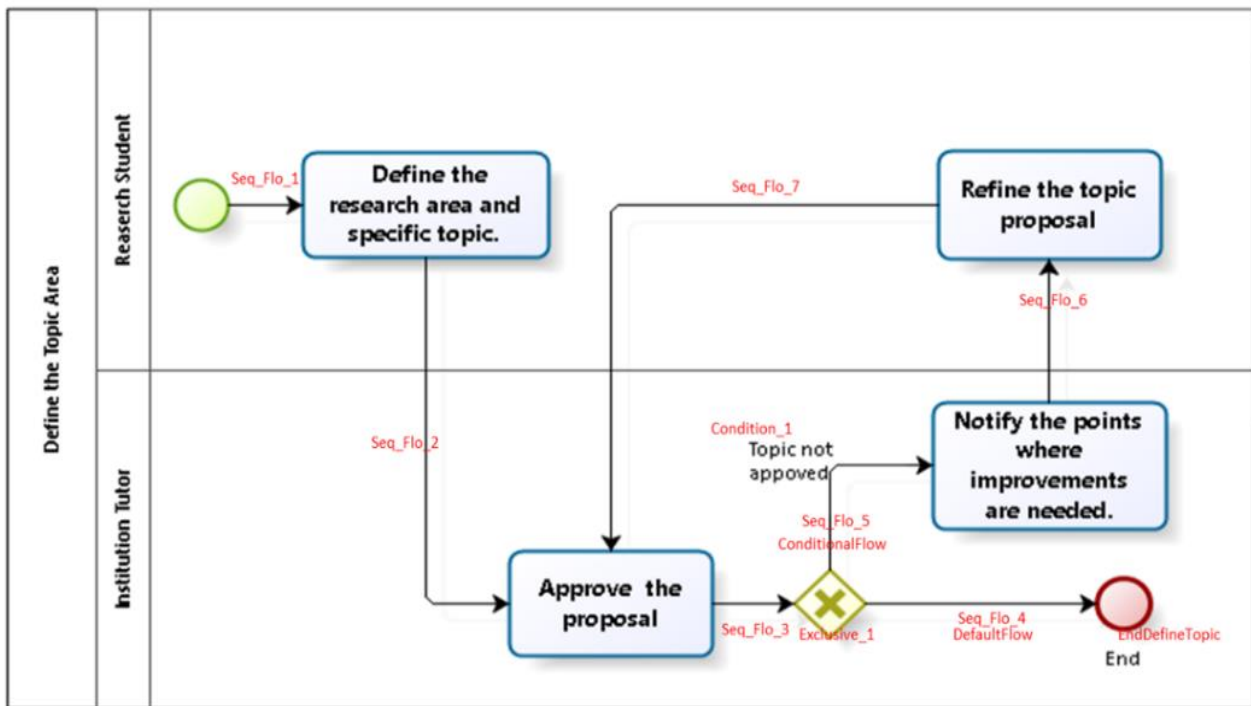 Define the Topic Area
Reaserch Student
Institution Tutor
Seq_Flo_1
Define the
research area and
specific topic.
Seq_Flo_7
Refine the topic
proposal
Seq_Flo_6
Seq_Flo_2
Condition_1
Topic not
appoved
Notify the points
where
improvements
are needed.
Seq_Flo_5
ConditionalFlow
Approve the
proposal
Seq_Flo_3
Exclusive_1
Seq_Flo_4
DefaultFlow
EndDefineTopic
End